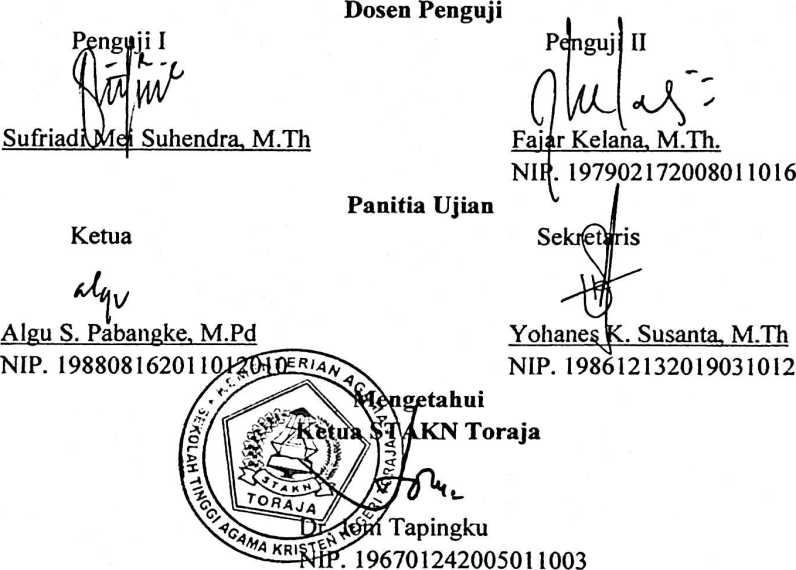 Dosen Penguji
Penguji I
Penguji II
Sufriadi Mei Suhendra, M.Th
Fajar Kelana, M.Th.
NIP. 197902172008011016
Panitia Ujian
Ketua
Sekretaris
algu
Algu S. Pabangke, M.Pd
Yohanes K. Susanta, M.Th
NIP. 198808162011012010
NIP. 198612132019031012
KEMENTERIAN AGAMA
SEKOLAH TINGGI AGAMA KRISTEN NEGERI TORAJA
STAKN
TORAJA
Mengetahui
Ketua STAKN Toraja
Dr. Joni Tapingku
NIP. 196701242005011003